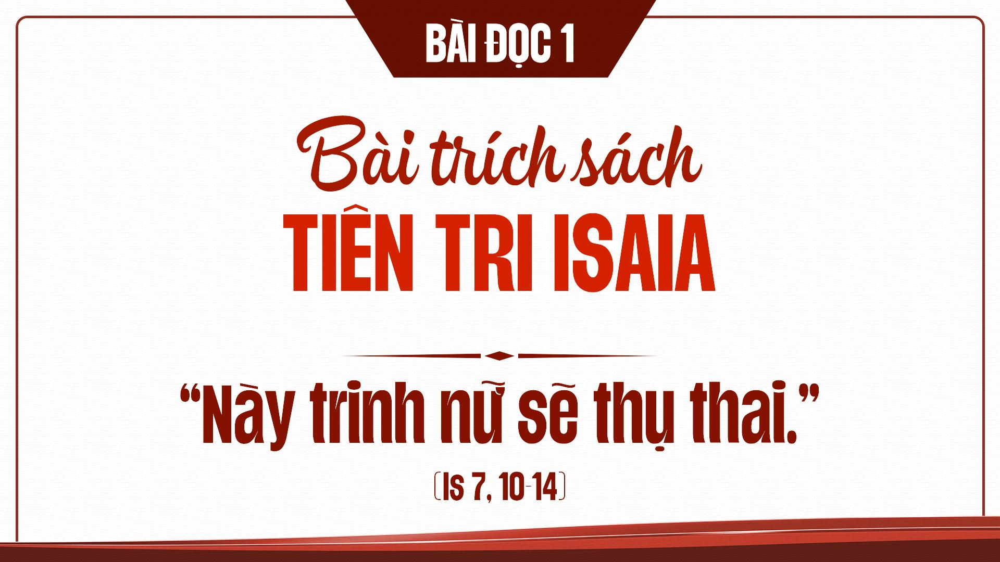 BÀI ĐỌC 1
Bài trích sách
TIÊN TRI ISAIA
“Này trinh nữ sẽ thụ thai.”
(Is 7, 10-14)